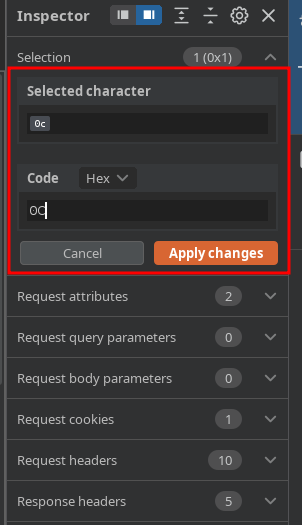 Inspector
Selection 1 (0x1)
Selected character
0c
Code Hex
0C
Cancel Apply changes
Request attributes 2
Request query parameters 0
Request body parameters 0
Request cookies 1
Request headers 10
Response headers 5